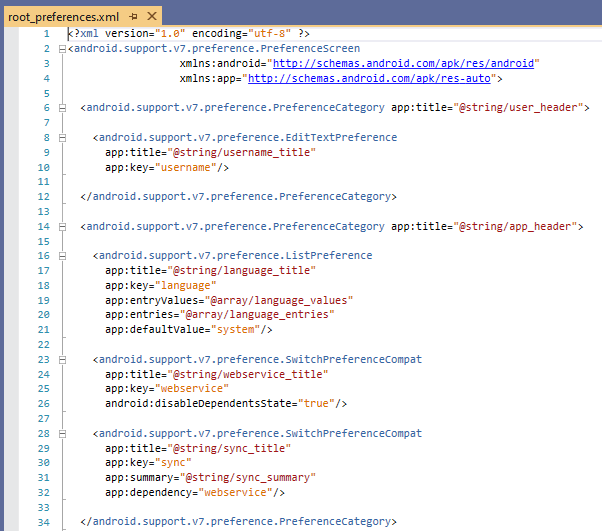 root_preferences.xml
1 <?xml version="1.0" encoding="utf-8" ?>
2 <android.support.v7.preference.PreferenceScreen
3 xmlns:android="http://schemas.android.com/apk/res/android"
4 xmlns:app="http://schemas.android.com/apk/res-auto">
5
6 <android.support.v7.preference.PreferenceCategory app:title="@string/user_header">
7
8 <android.support.v7.preference.EditTextPreference
9 app:title="@string/username_title"
10 app:key="username"/>
11
12 </android.support.v7.preference.PreferenceCategory>
13
14 <android.support.v7.preference.PreferenceCategory app:title="@string/app_header">
15
16 <android.support.v7.preference.ListPreference
17 app:title="@string/language_title"
18 app:key="language"
19 app:entryValues="@array/language_values"
20 app:entries="@array/language_entries"
21 app:defaultValue="system"/>
22
23 <android.support.v7.preference.SwitchPreferenceCompat
24 app:title="@string/webservice_title"
25 app:key="webservice"
26 android:disableDependentsState="true"/>
27
28 <android.support.v7.preference.SwitchPreferenceCompat
29 app:title="@string/sync_title"
30 app:key="sync"
31 app:summary="@string/sync_summary"
32 app:dependency="webservice"/>
33
34 </android.support.v7.preference.PreferenceCategory>